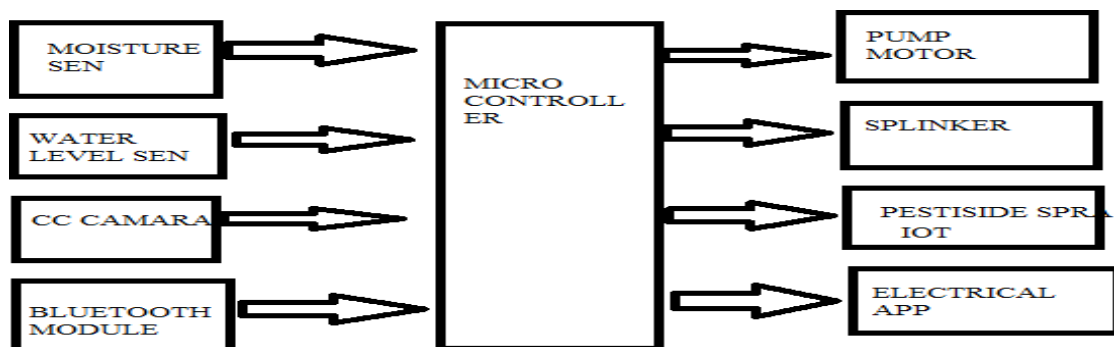 MOISTURE
SEN
WATER
LEVEL SEN
CC CAMARA
BLUETOOTH
MODULE
MICRO
CONTROLL
ER
PUMP
MOTOR
SPLINKER
PESTISIDE SPRA
IOT
ELECTRICAL
APP